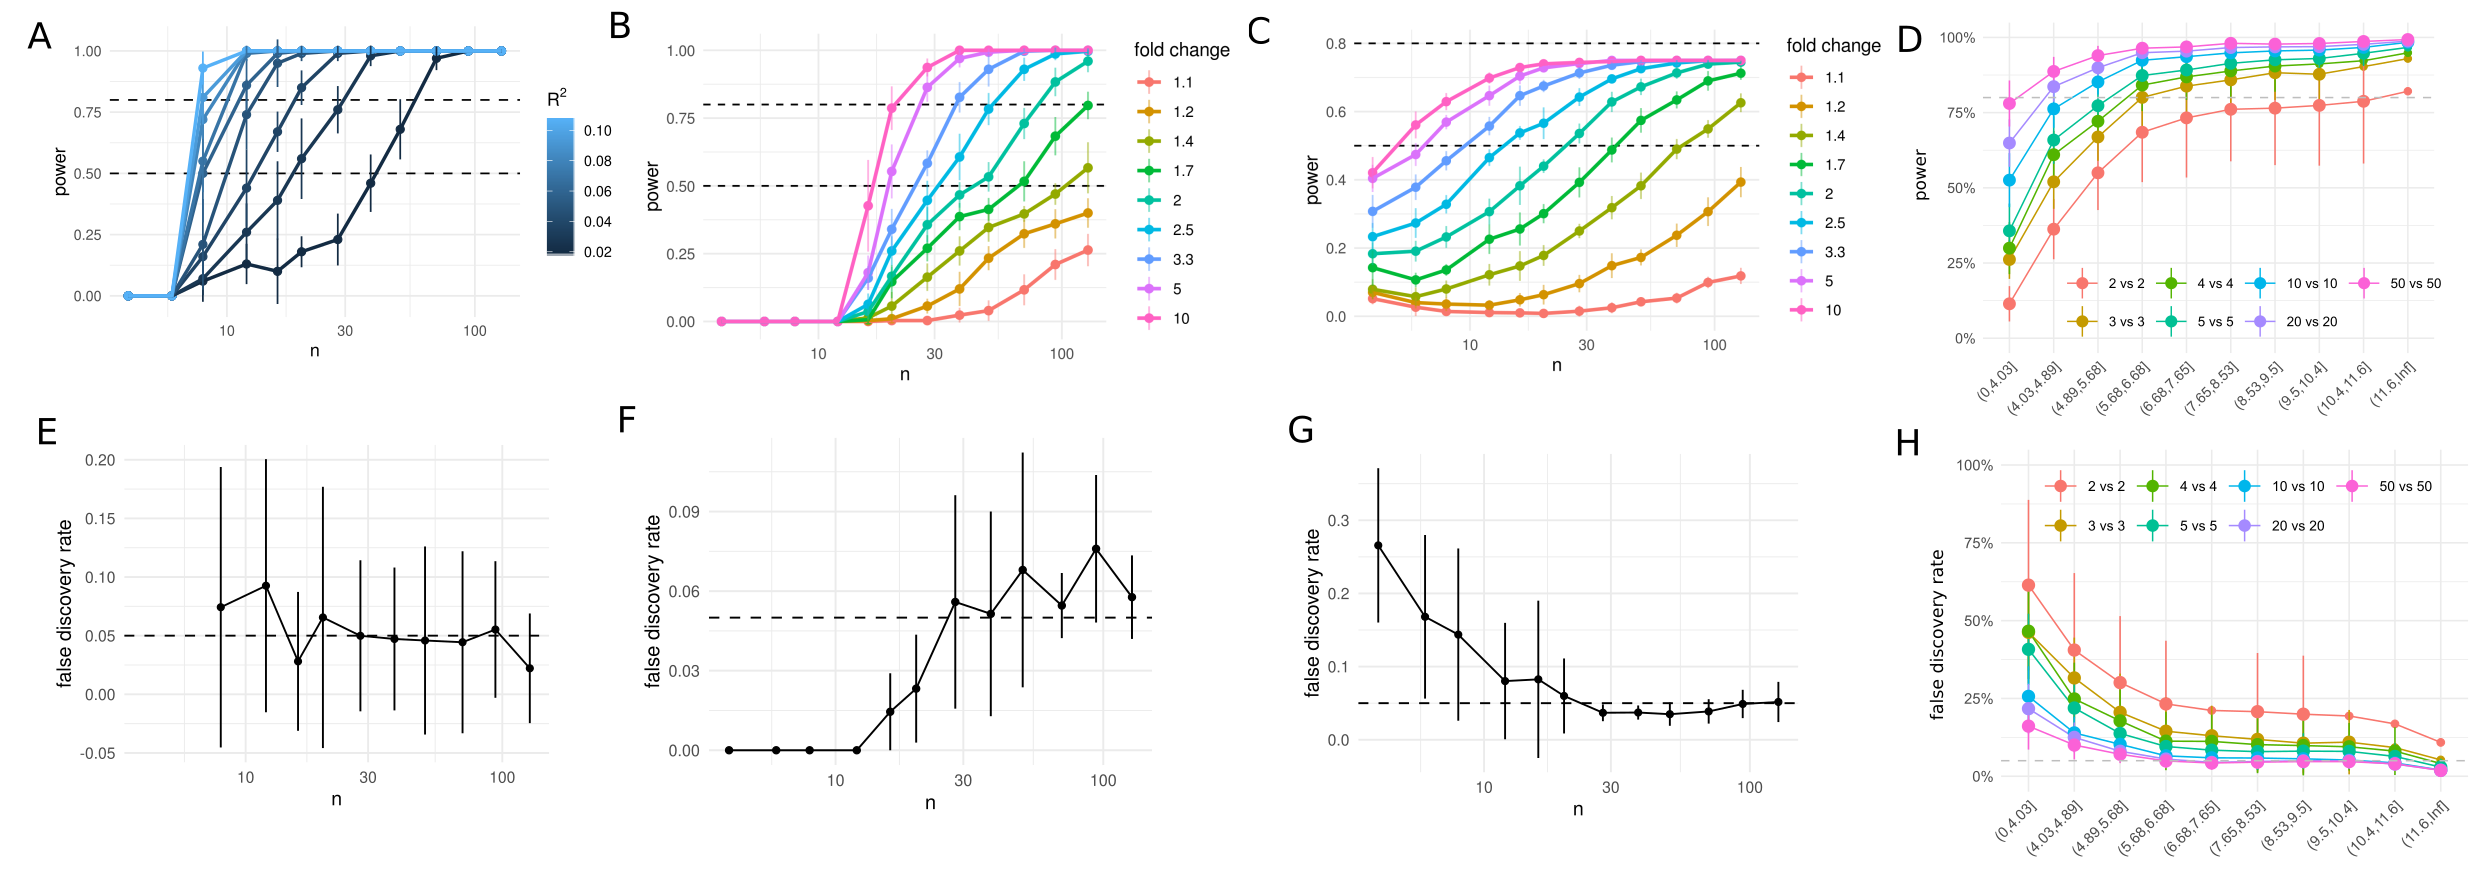 A
power
1.00
0.75
0.50
0.25
0.00
10
30
100
n
R2
0.10
0.08
0.06
0.04
0.02
B
power
1.00
0.75
0.50
0.25
0.00
10
30
100
n
fold change
1.1
1.2
1.4
1.7
2
2.5
3.3
5
10
C
power
0.8
0.6
0.4
0.2
0.0
10
30
100
n
fold change
1.1
1.2
1.4
1.7
2
2.5
3.3
5
10
D
power
100%
75%
50%
25%
0%
2 vs 2
4 vs 4
10 vs 10
50 vs 50
3 vs 3
5 vs 5
20 vs 20
(0,4.03]
(4.03,4.89]
(4.89,5.68]
(5.68,6.68]
(6.68,7.65]
(7.65,8.53]
(8.53,9.5]
(9.5,10.4]
(10.4,11.6]
(11.6,Inf]
E
false discovery rate
0.20
0.15
0.10
0.05
0.00
-0.05
10
30
100
n
F
false discovery rate
0.09
0.06
0.03
0.00
10
30
100
n
G
false discovery rate
0.3
0.2
0.1
0.0
10
30
100
n
H
false discovery rate
100%
75%
50%
25%
0%
2 vs 2
4 vs 4
10 vs 10
50 vs 50
3 vs 3
5 vs 5
20 vs 20
(0,4.03]
(4.03,4.89]
(4.89,5.68]
(5.68,6.68]
(6.68,7.65]
(7.65,8.53]
(8.53,9.5]
(9.5,10.4]
(10.4,11.6]
(11.6,Inf]